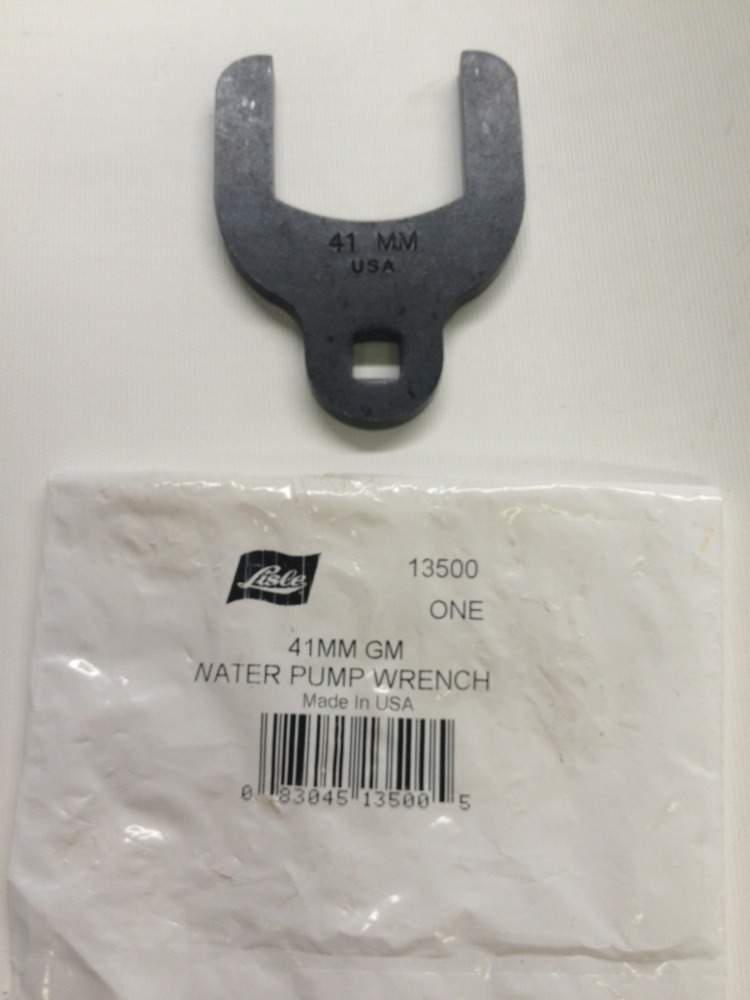 41 MM
USA
Lisle
13500
ONE
41MM GM
WATER PUMP WRENCH
Made In USA
0 83045 13500 5